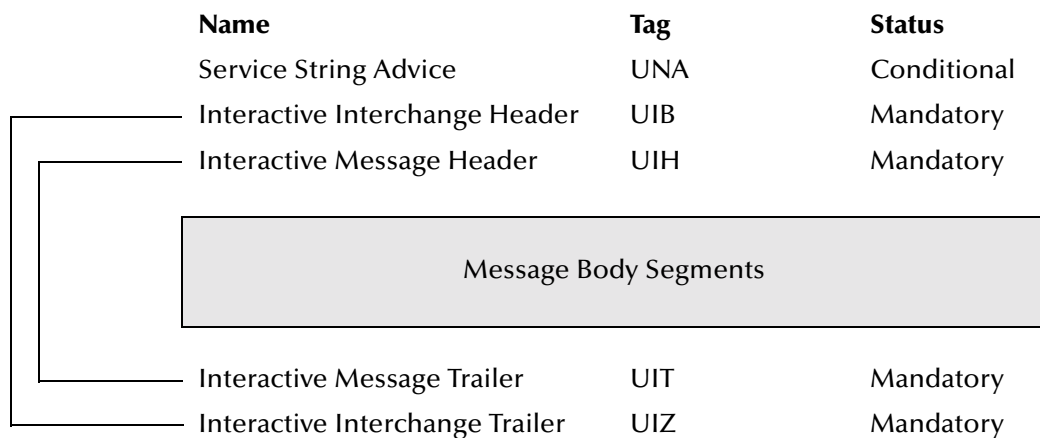 Name Tag Status
Service String Advice UNA Conditional
Interactive Interchange Header UIB Mandatory
Interactive Message Header UIH Mandatory
Message Body Segments
Interactive Message Trailer UIT Mandatory
Interactive Interchange Trailer UIZ Mandatory